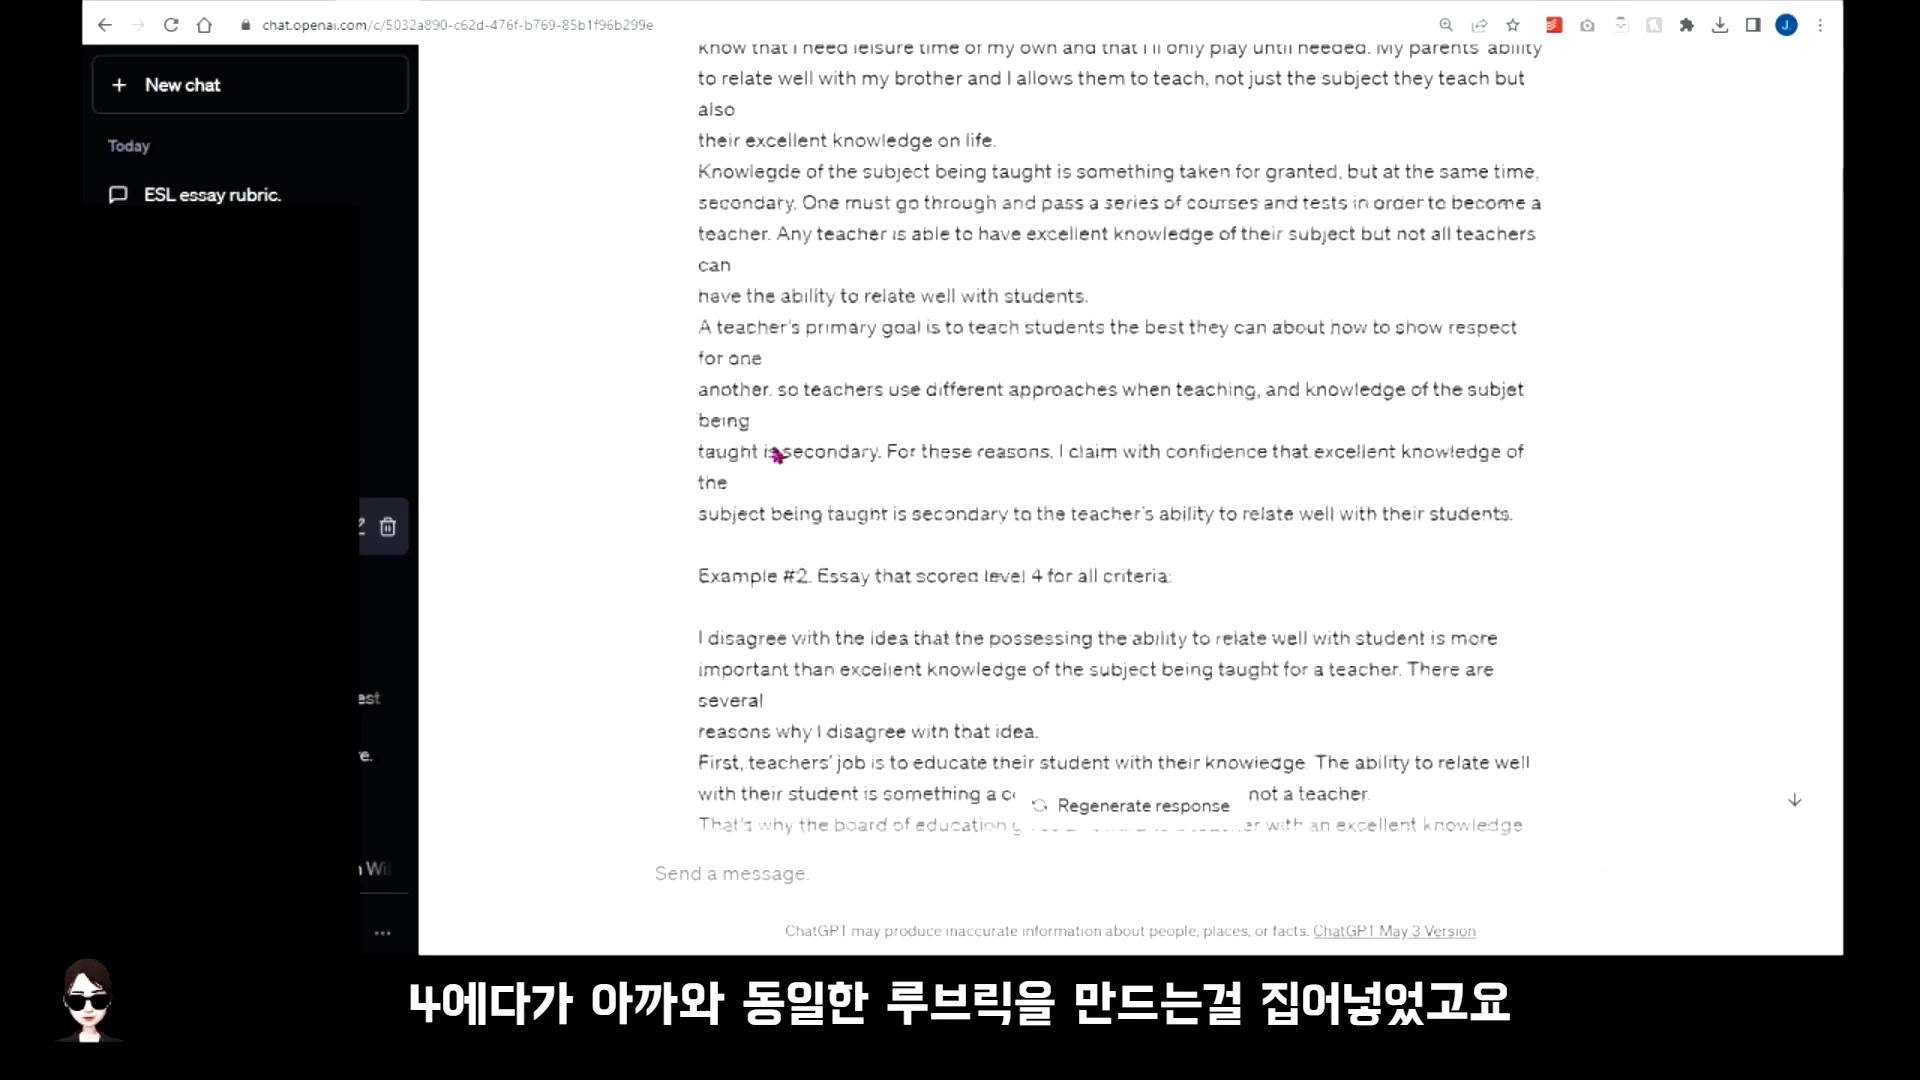 chat.openai.com/c/5032a890-c62d-476f-b769-85b1f96b299e
J.
+ New chat
Today
ESL essay rubric.
est
e.
Wil
...
know that I need leisure time of my own and that I'll only play until needed. My parents' ability
to relate well with my brother and I allows them to teach, not just the subject they teach but
also
their excellent knowledge on life.
Knowlegde of the subject being taught is something taken for granted, but at the same time,
secondary. One must go through and pass a series of courses and tests in order to become a
teacher. Any teacher is able to have excellent knowledge of their subject but not all teachers
can
have the ability to relate well with students.
A teacher's primary goal is to teach students the best they can about how to show respect
for one
another. so teachers use different approaches when teaching, and knowledge of the subjet
being
taught is secondary. For these reasons, I claim with confidence that excellent knowledge of
the
subject being taught is secondary to the teacher's ability to relate well with their students.
Example #2. Essay that scored level 4 for all criteria:
I disagree with the idea that the possessing the ability to relate well with student is more
important than excellent knowledge of the subject being taught for a teacher. There are
several
reasons why I disagree with that idea.
First, teachers' job is to educate their student with their knowledge. The ability to relate well
with their student is something a not a teacher.
Regenerate response
That's why the board of education with an excellent knowledge
Send a message.
ChatGPT may produce inaccurate information about people, places, or facts. ChatGPT May 3 Version
4에다가 아까와 동일한 루브릭을 만드는걸 집어넣었고요